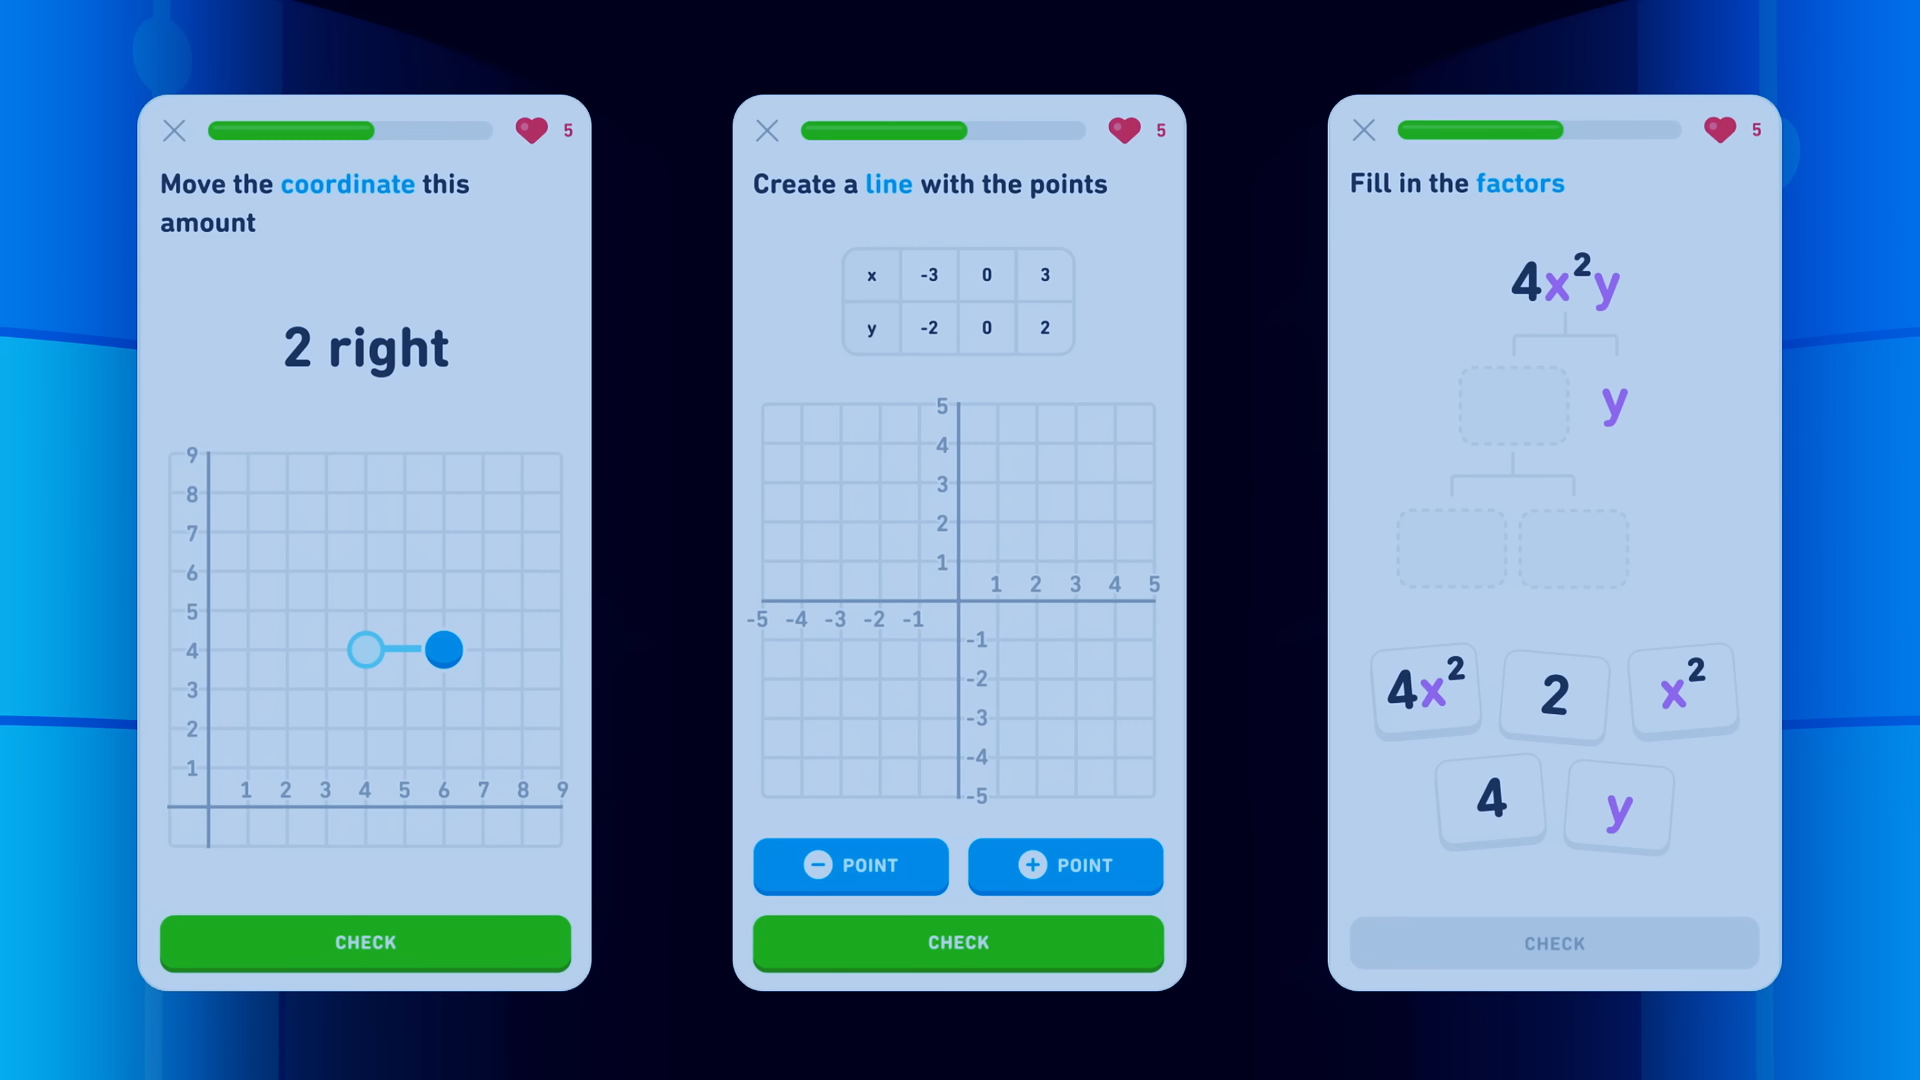 5
Move the coordinate this
amount
2 right
9
8
7
6
5
4
3
2
1
1 2 3 4 5 6 7 8 9
CHECK
5
Create a line with the points
x -3 0 3
y -2 0 2
5
4
3
2
1
1 2 3 4 5
-5 -4 -3 -2 -1
-1
-2
-3
-4
-5
− POINT + POINT
CHECK
5
Fill in the factors
4x²y
y
4x² 2 x²
4 y
CHECK